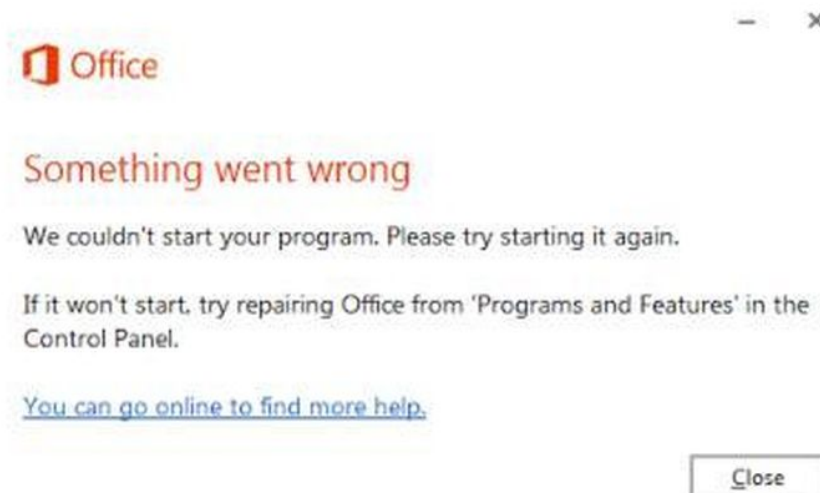 Office
Something went wrong
We couldn't start your program. Please try starting it again.
If it won't start, try repairing Office from 'Programs and Features' in the
Control Panel.
You can go online to find more help.
Close